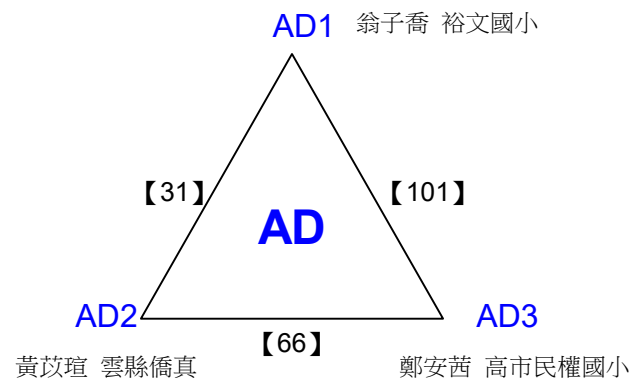 AD1 翁子喬 裕文國小
【31】
【101】
AD
AD2
AD3
【66】
黃苡瑄 雲縣僑真
鄭安茜 高市民權國小